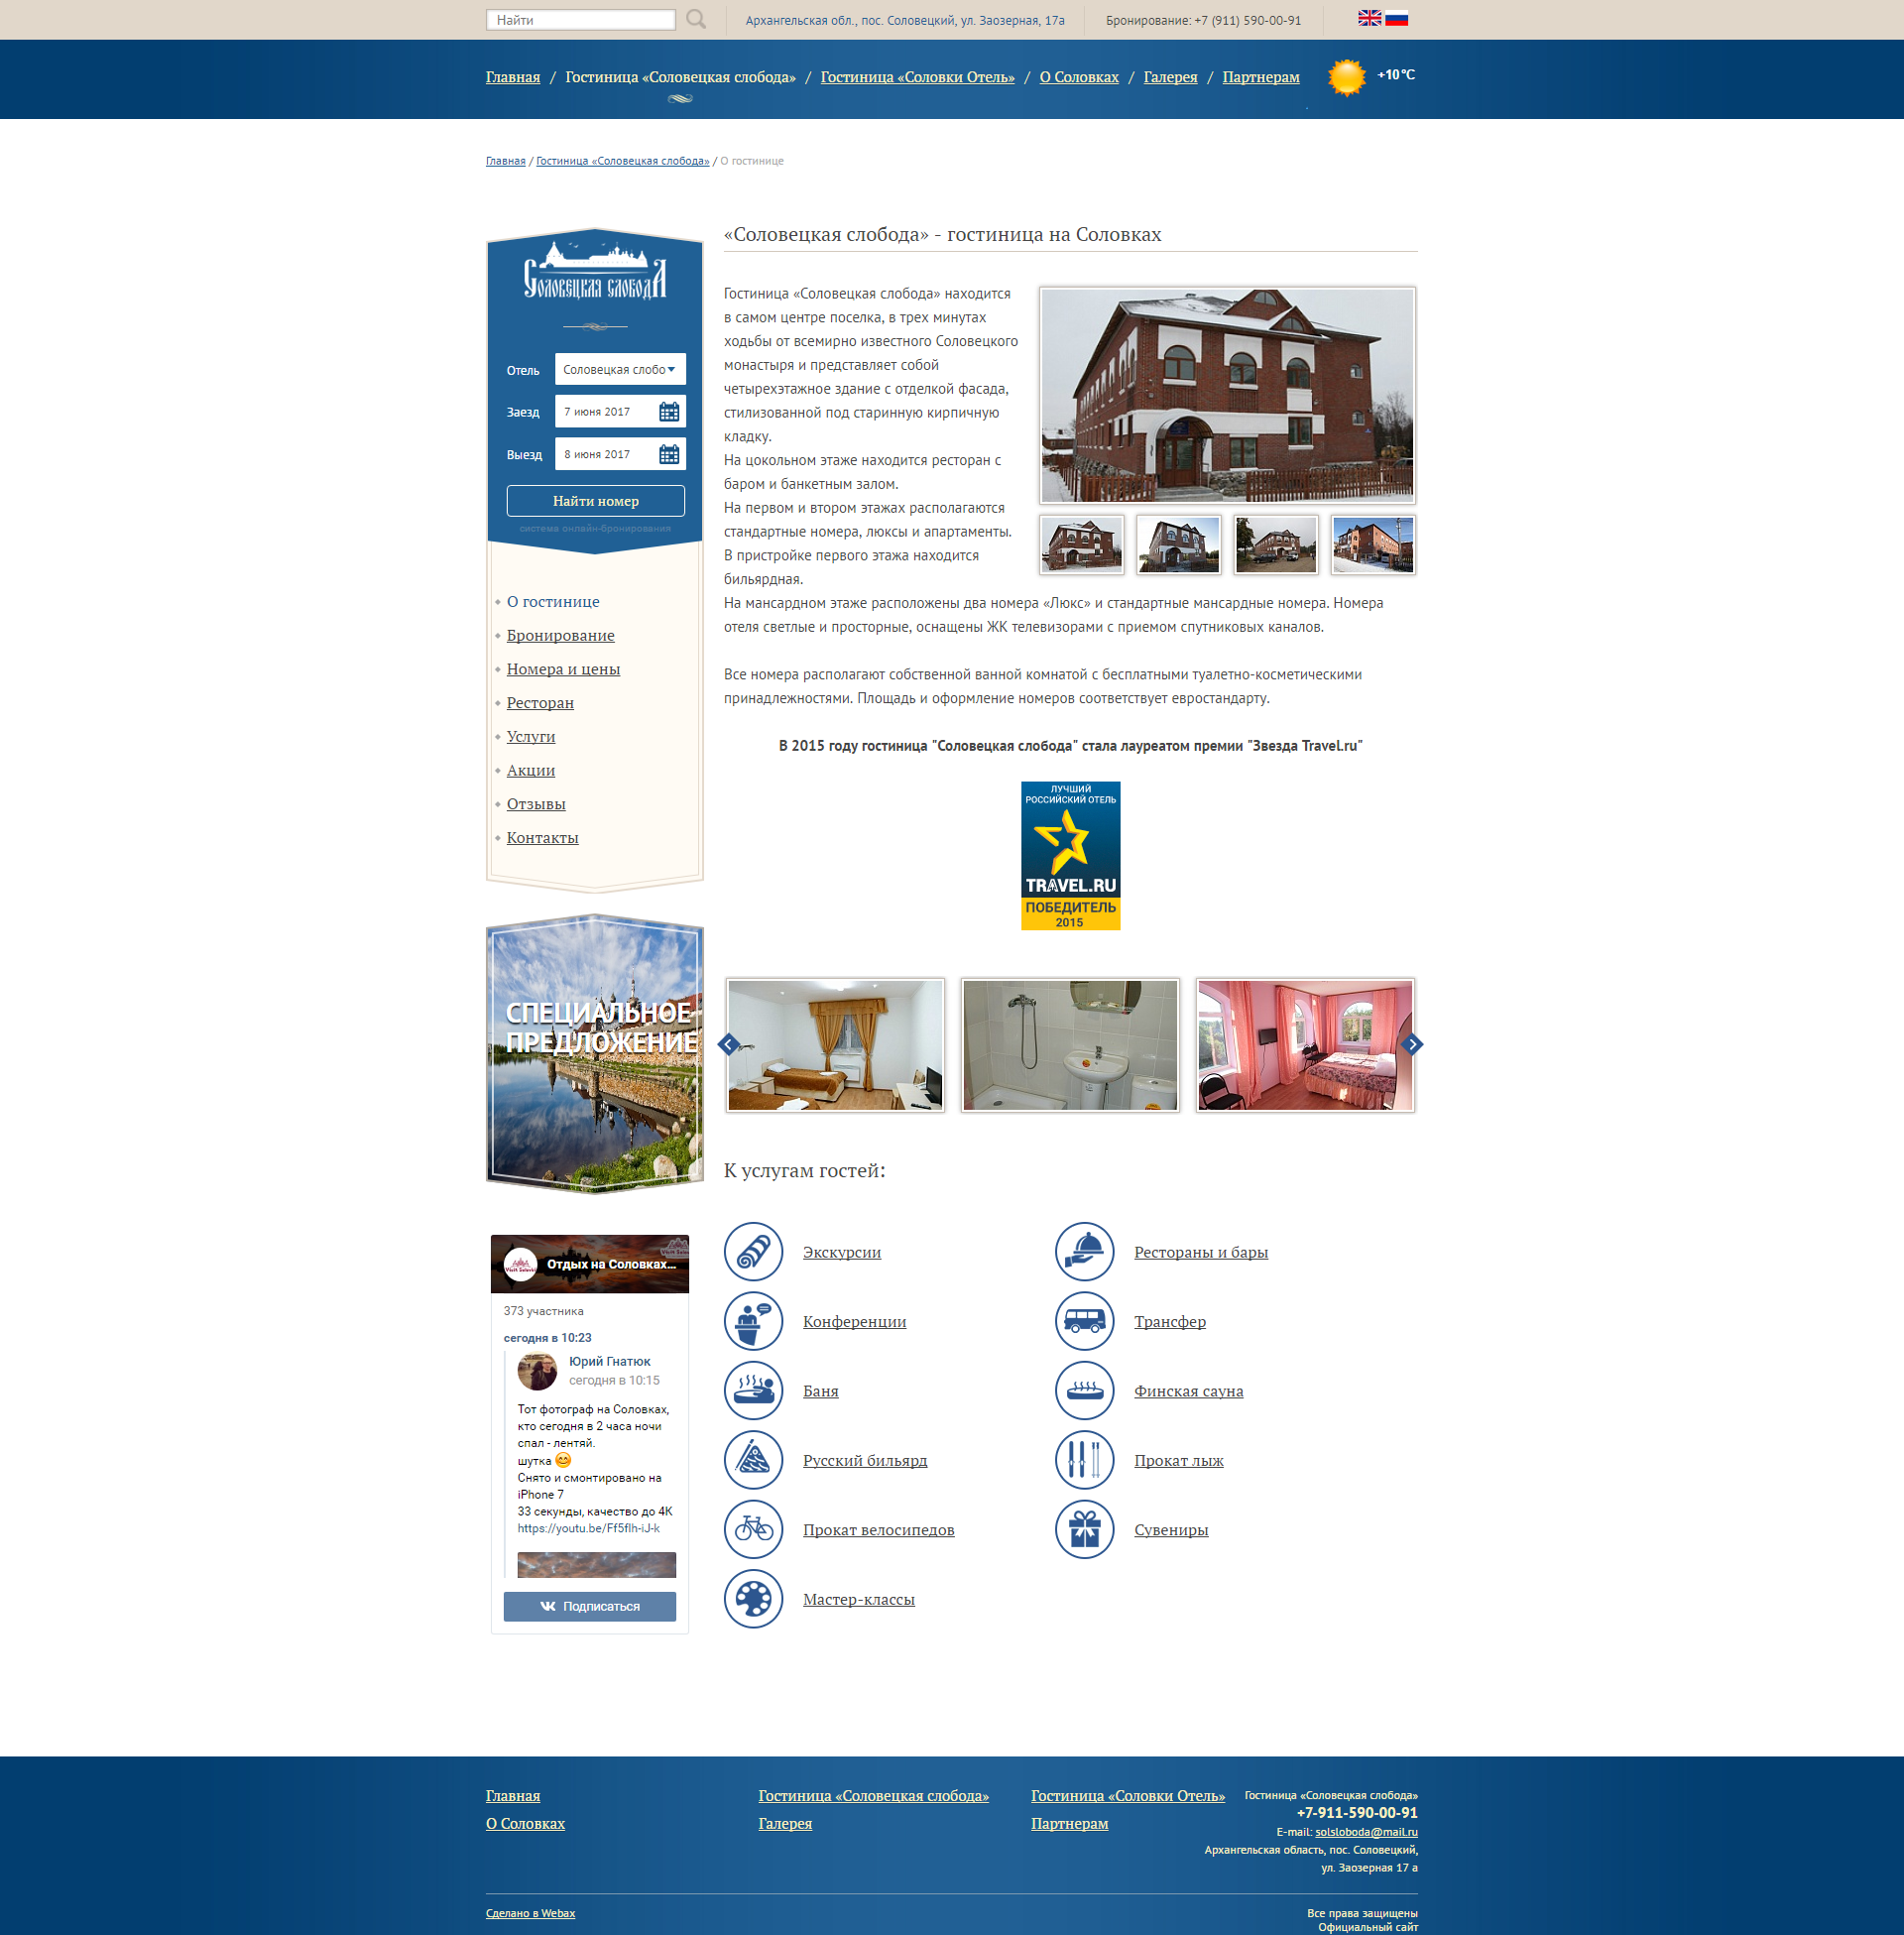 Найти
Архангельская обл., пос. Соловецкий, ул. Заозерная, 17а
Бронирование: +7 (911) 590-00-91
Главная / Гостиница «Соловецкая слобода» / Гостиница «Соловки Отель» / О Соловках / Галерея / Партнерам
+10°C
Главная / Гостиница «Соловецкая слобода» / О гостинице
Соловецкая слобода
Отель
Соловецкая слобо
Заезд
7 июня 2017
Выезд
8 июня 2017
Найти номер
система онлайн-бронирования
О гостинице
Бронирование
Номера и цены
Ресторан
Услуги
Акции
Отзывы
Контакты
СПЕЦИАЛЬНОЕ
ПРЕДЛОЖЕНИЕ
Отдых на Соловках...
373 участника
сегодня в 10:23
Юрий Гнатюк
сегодня в 10:15
Тот фотограф на Соловках,
кто сегодня в 2 часа ночи
спал - лентяй.
шутка 😊
Снято и смонтировано на
iPhone 7
33 секунды, качество до 4K
https://youtu.be/Ff5flh-iJ-k
Подписаться
«Соловецкая слобода» - гостиница на Соловках
Гостиница «Соловецкая слобода» находится
в самом центре поселка, в трех минутах
ходьбы от всемирно известного Соловецкого
монастыря и представляет собой
четырехэтажное здание с отделкой фасада,
стилизованной под старинную кирпичную
кладку.
На цокольном этаже находится ресторан с
баром и банкетным залом.
На первом и втором этажах располагаются
стандартные номера, люксы и апартаменты.
В пристройке первого этажа находится
бильярдная.
На мансардном этаже расположены два номера «Люкс» и стандартные мансардные номера. Номера
отеля светлые и просторные, оснащены ЖК телевизорами с приемом спутниковых каналов.
Все номера располагают собственной ванной комнатой с бесплатными туалетно-косметическими
принадлежностями. Площадь и оформление номеров соответствует евростандарту.
В 2015 году гостиница "Соловецкая слобода" стала лауреатом премии "Звезда Travel.ru"
ЛУЧШИЙ
РОССИЙСКИЙ ОТЕЛЬ
TRAVEL.RU
ПОБЕДИТЕЛЬ
2015
К услугам гостей:
Экскурсии
Рестораны и бары
Конференции
Трансфер
Баня
Финская сауна
Русский бильярд
Прокат лыж
Прокат велосипедов
Сувениры
Мастер-классы
Главная
Гостиница «Соловецкая слобода»
Гостиница «Соловки Отель»
О Соловках
Галерея
Партнерам
Гостиница «Соловецкая слобода»
+7-911-590-00-91
E-mail: solsloboda@mail.ru
Архангельская область, пос. Соловецкий,
ул. Заозерная 17 а
Сделано в Webax
Все права защищены
Официальный сайт